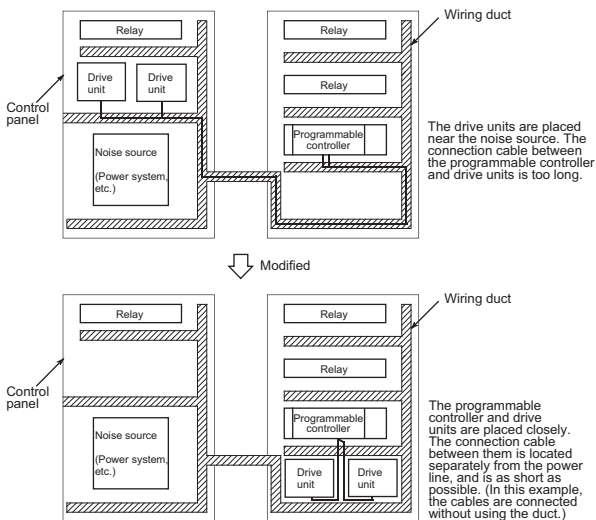 Wiring duct
Relay
Relay
Drive
unit
Drive
unit
Relay
Control
panel
Programmable
controller
Noise source
(Power system,
etc.)
The drive units are placed
near the noise source. The
connection cable between
the programmable controller
and drive units is too long.
Modified
Wiring duct
Relay
Relay
Relay
Control
panel
Programmable
controller
Noise source
(Power system,
etc.)
Drive
unit
Drive
unit
The programmable
controller and drive
units are placed closely.
The connection cable
between them is located
separately from the power
line, and is as short as
possible. (In this example,
the cables are connected
without using the duct.)